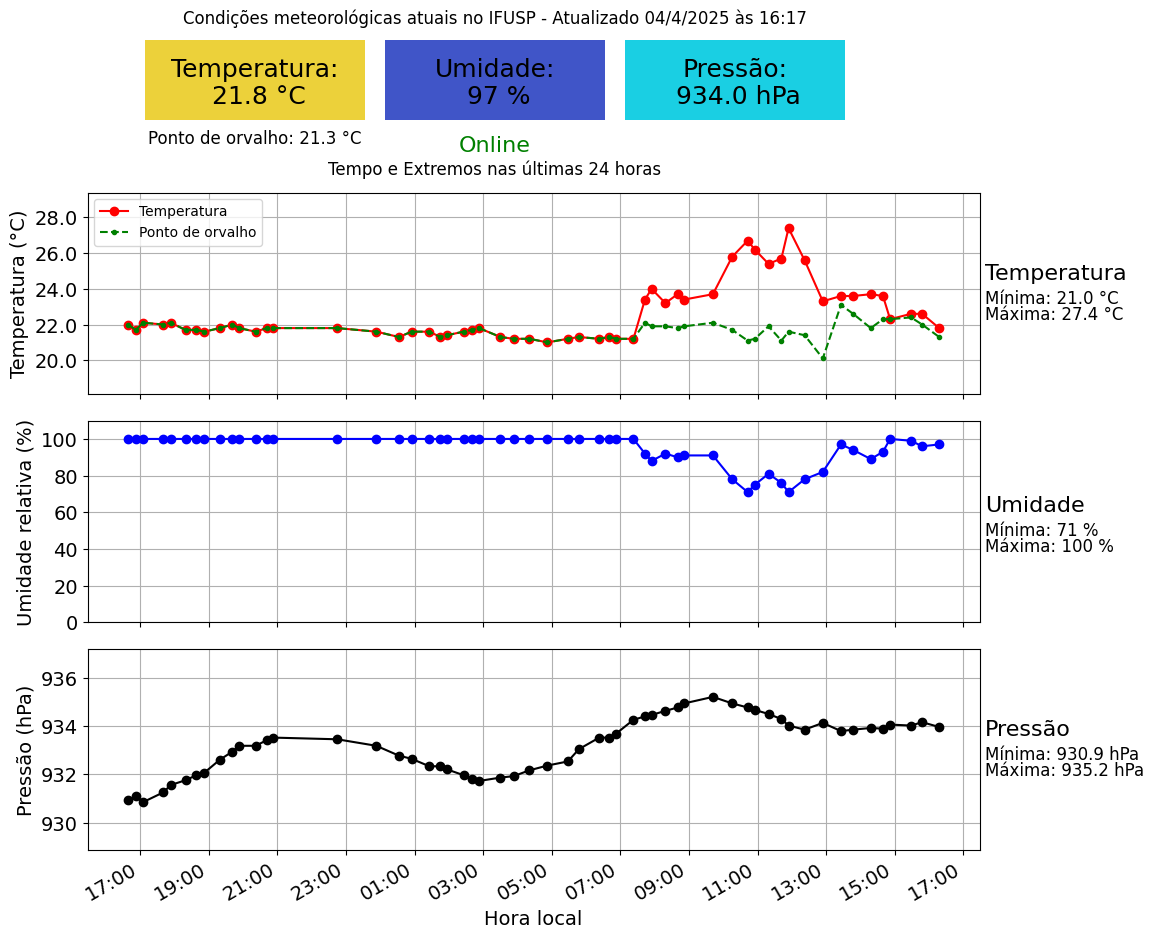 Condições meteorológicas atuais no IFUSP - Atualizado 04/4/2025 às 16:17
Temperatura:
21.8 °C
Umidade:
97 %
Pressão:
934.0 hPa
Ponto de orvalho: 21.3 °C
Online
Tempo e Extremos nas últimas 24 horas
Temperatura (°C)
28.0
26.0
24.0
22.0
20.0
Temperatura
Ponto de orvalho
Temperatura
Mínima: 21.0 °C
Máxima: 27.4 °C
Umidade relativa (%)
100
80
60
40
20
0
Umidade
Mínima: 71 %
Máxima: 100 %
Pressão (hPa)
936
934
932
930
Pressão
Mínima: 930.9 hPa
Máxima: 935.2 hPa
17:00 19:00 21:00 23:00 01:00 03:00 05:00 07:00 09:00 11:00 13:00 15:00 17:00
Hora local